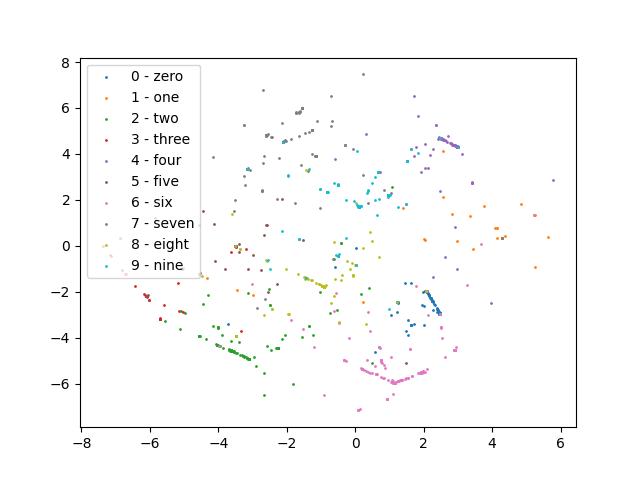 8
6
4
2
0
−2
−4
−6
−8
−6
−4
−2
0
2
4
6
0 - zero
1 - one
2 - two
3 - three
4 - four
5 - five
6 - six
7 - seven
8 - eight
9 - nine